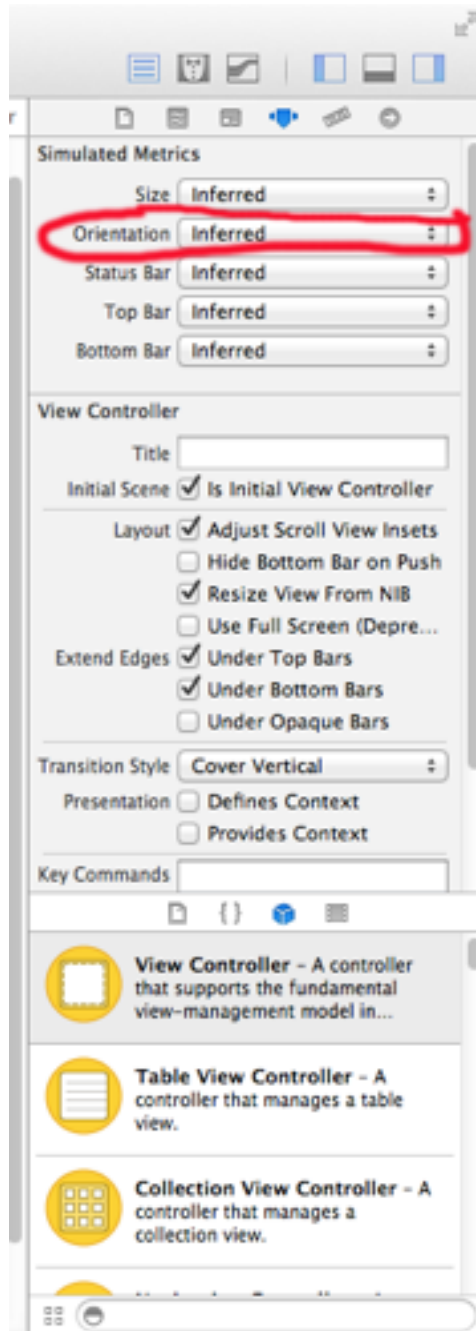 Simulated Metrics
Size Inferred
Orientation Inferred
Status Bar Inferred
Top Bar Inferred
Bottom Bar Inferred
View Controller
Title
Initial Scene Is Initial View Controller
Layout Adjust Scroll View Insets
Hide Bottom Bar on Push
Resize View From NIB
Use Full Screen (Depre...
Extend Edges Under Top Bars
Under Bottom Bars
Under Opaque Bars
Transition Style Cover Vertical
Presentation Defines Context
Provides Context
Key Commands
{ }
View Controller - A controller
that supports the fundamental
view-management model in...
Table View Controller - A
controller that manages a table
view.
Collection View Controller - A
controller that manages a
collection view.